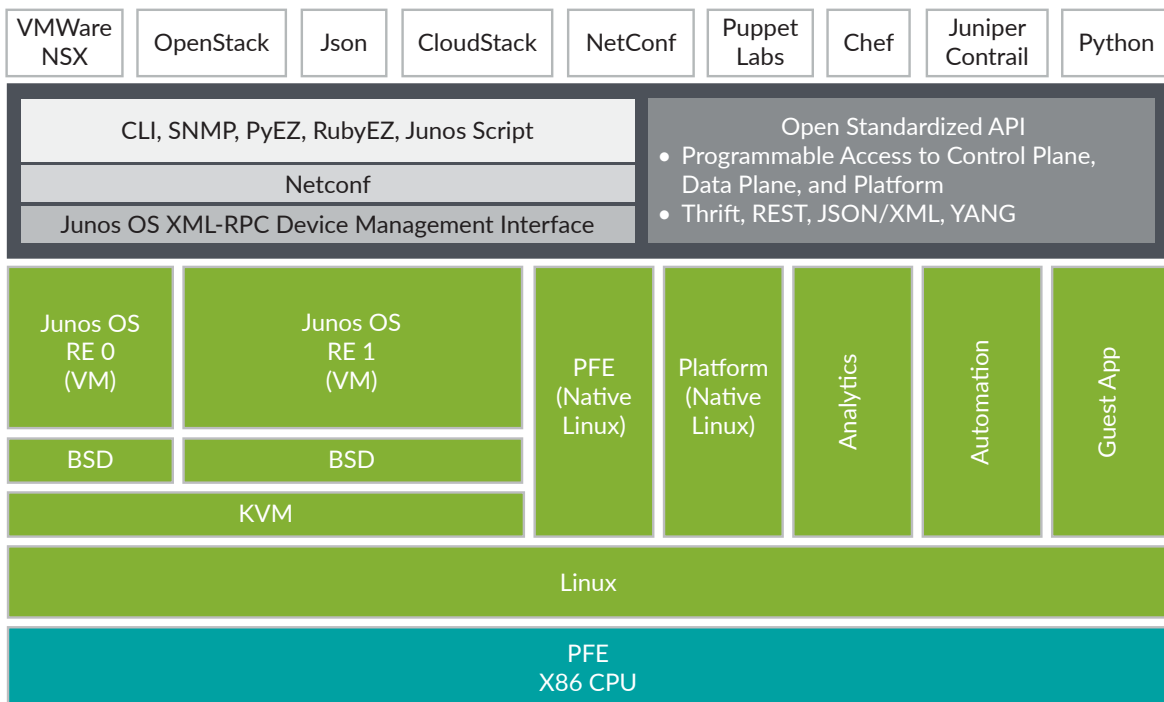 VMWare
NSX
OpenStack
Json
CloudStack
NetConf
Puppet
Labs
Chef
Juniper
Contrail
Python
CLI, SNMP, PyEZ, RubyEZ, Junos Script
Netconf
Junos OS XML-RPC Device Management Interface
Open Standardized API
• Programmable Access to Control Plane,
Data Plane, and Platform
• Thrift, REST, JSON/XML, YANG
Junos OS
RE 0
(VM)
Junos OS
RE 1
(VM)
PFE
(Native
Linux)
Platform
(Native
Linux)
Analytics
Automation
Guest App
BSD
BSD
KVM
Linux
PFE
X86 CPU